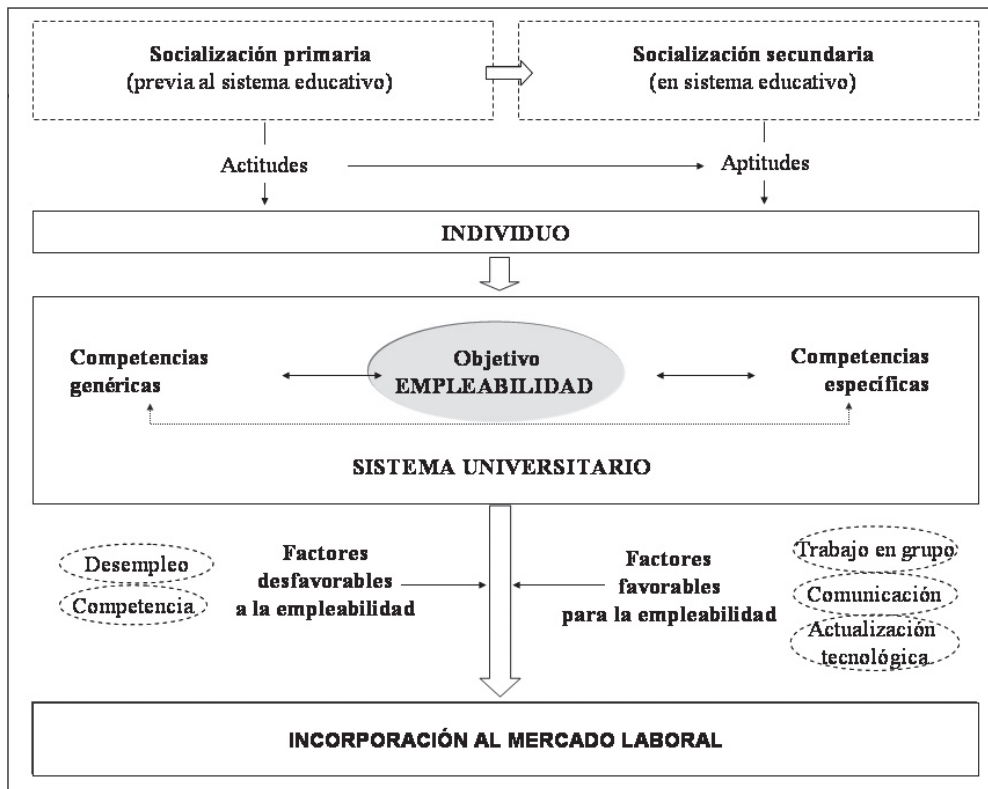 Socialización primaria
(previa al sistema educativo)
Socialización secundaria
(en sistema educativo)
Actitudes
Aptitudes
INDIVIDUO
Competencias
genéricas
Objetivo
EMPLEABILIDAD
Competencias
específicas
SISTEMA UNIVERSITARIO
Desempleo
Competencia
Factores
desfavorables
a la empleabilidad
Factores
favorables
para la empleabilidad
Trabajo en grupo
Comunicación
Actualización
tecnológica
INCORPORACIÓN AL MERCADO LABORAL